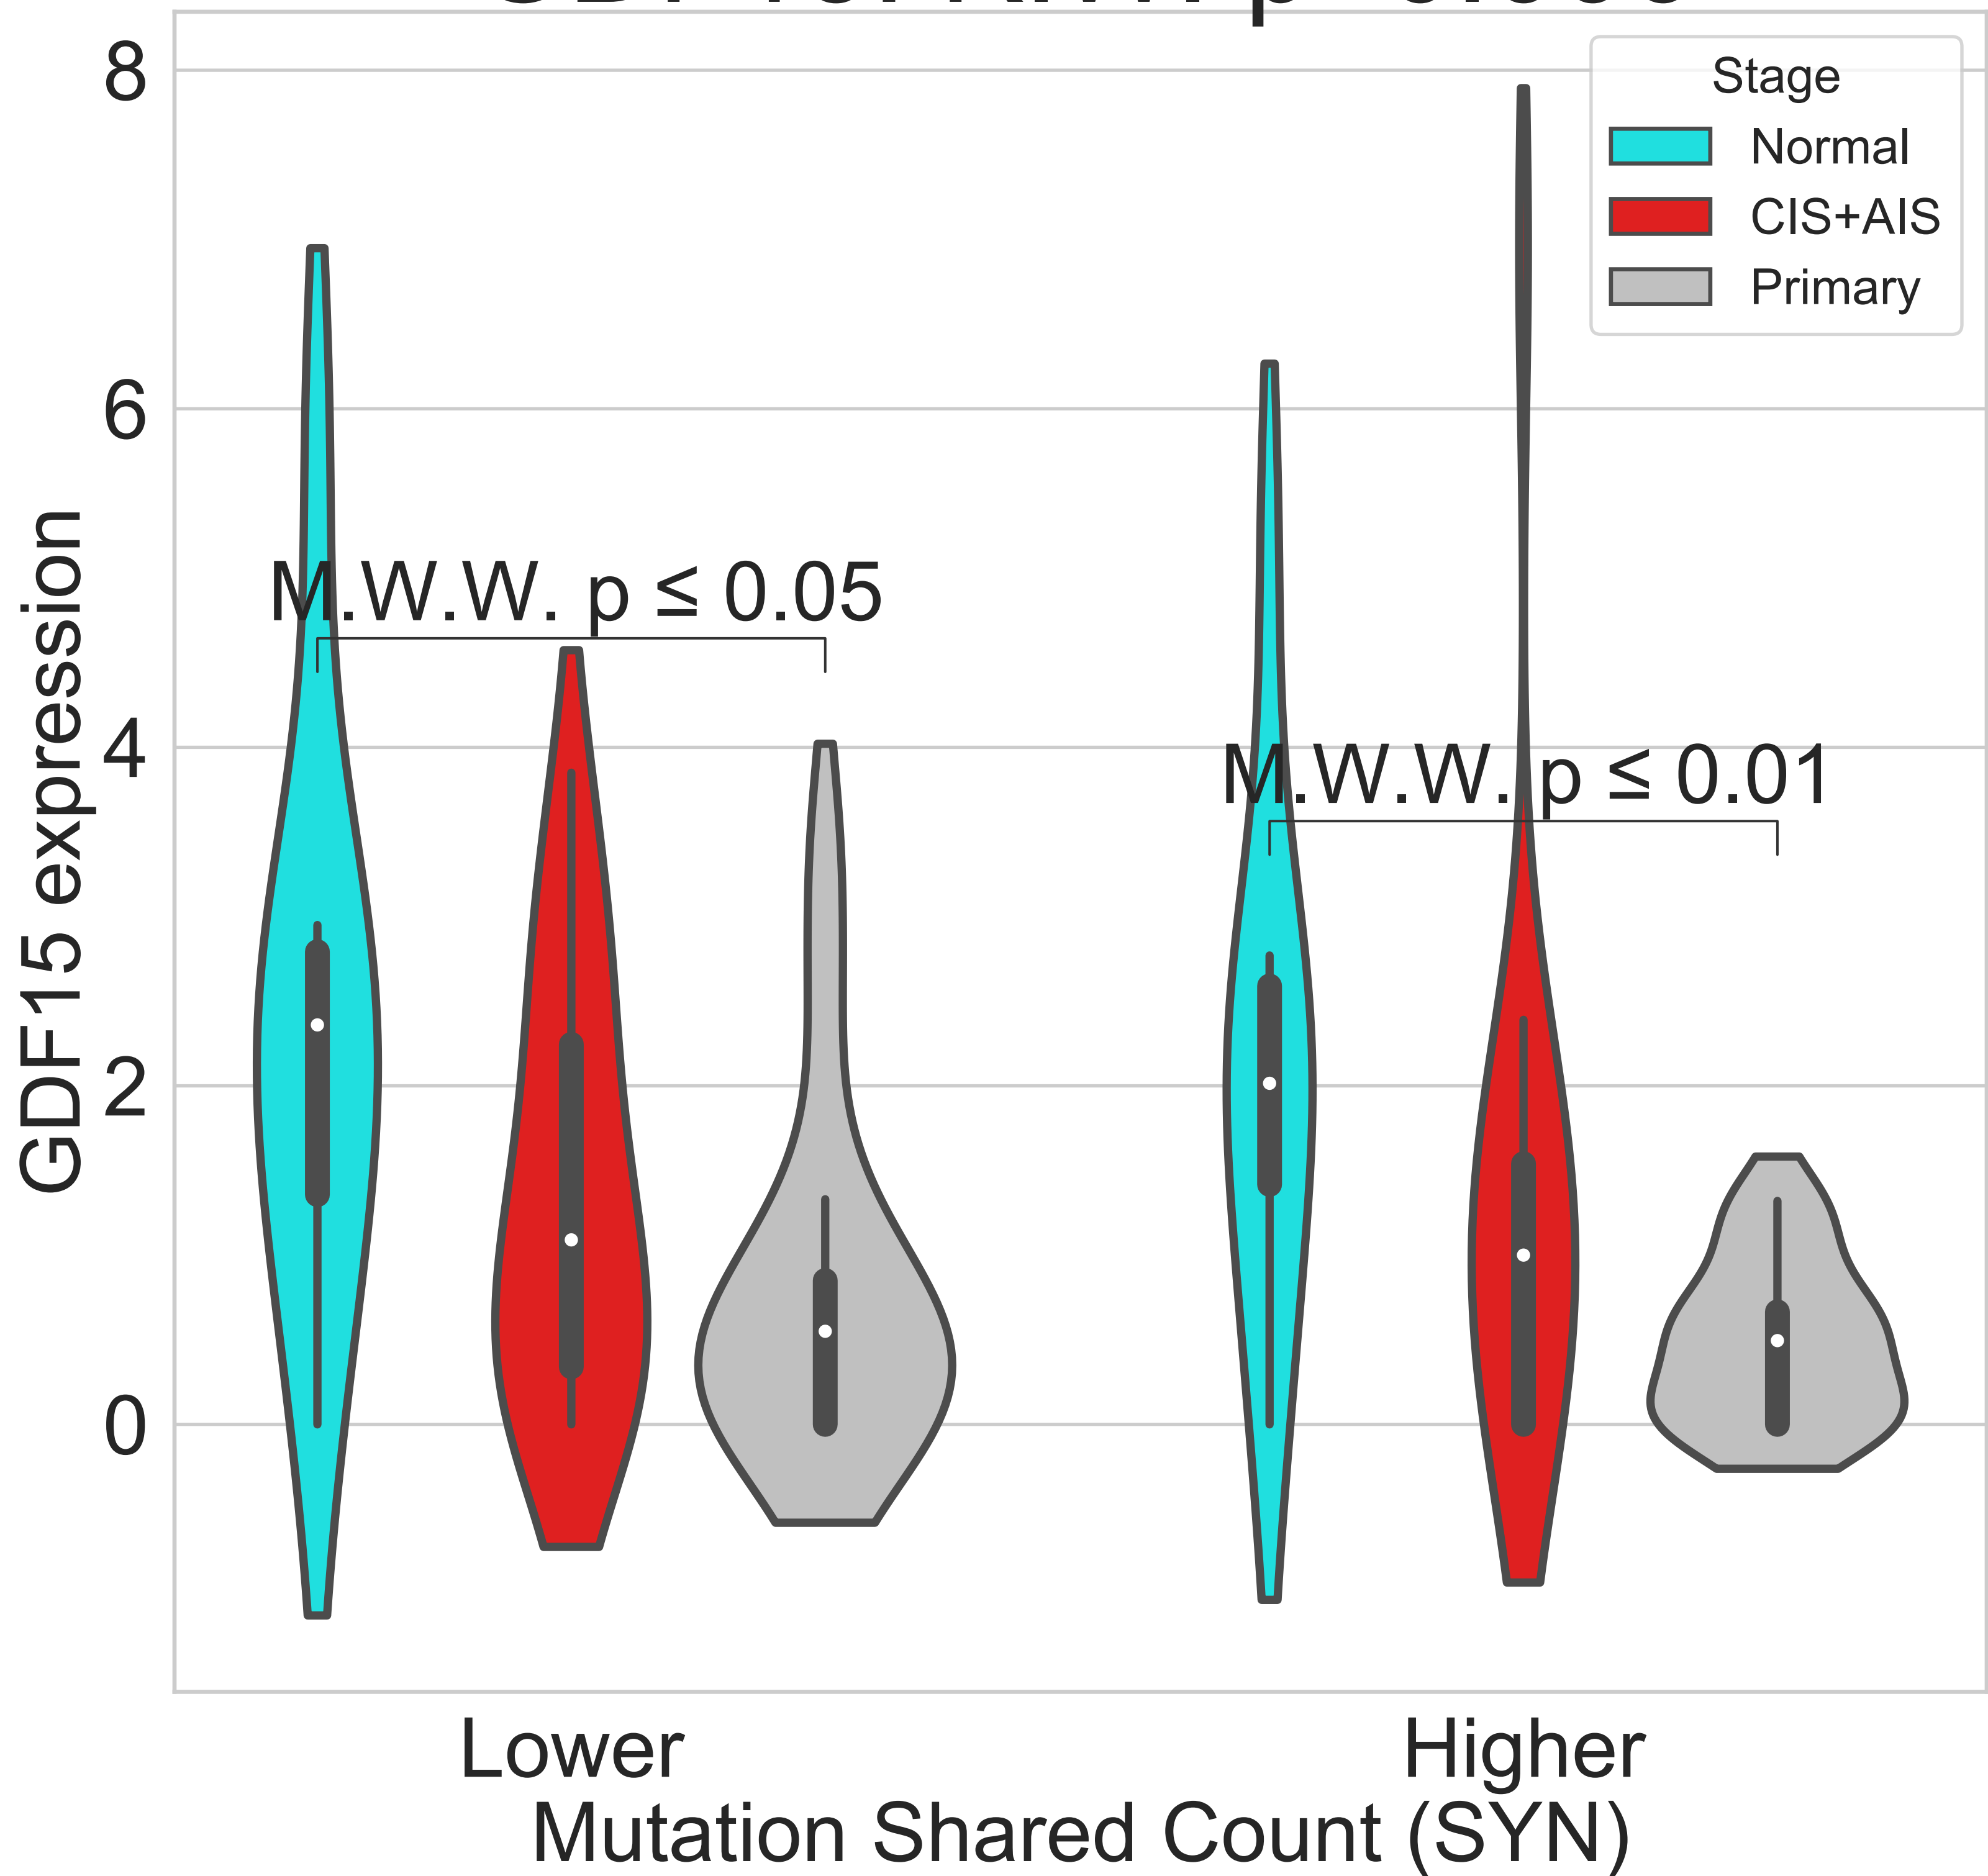 8
6
4
2
0
GDF15 expression
Stage
Normal
CIS+AIS
Primary
M.W.W. p ≤ 0.05
M.W.W. p ≤ 0.01
Lower
Higher
Mutation Shared Count (SYN)